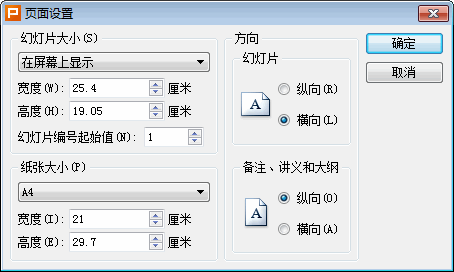 页面设置
幻灯片大小(S)
在屏幕上显示
宽度(W): 25.4 厘米
高度(H): 19.05 厘米
幻灯片编号起始值(N): 1
纸张大小(P)
A4
宽度(I): 21 厘米
高度(E): 29.7 厘米
方向
幻灯片
A
纵向(R)
横向(L)
备注、讲义和大纲
A
纵向(O)
横向(A)
确定
取消